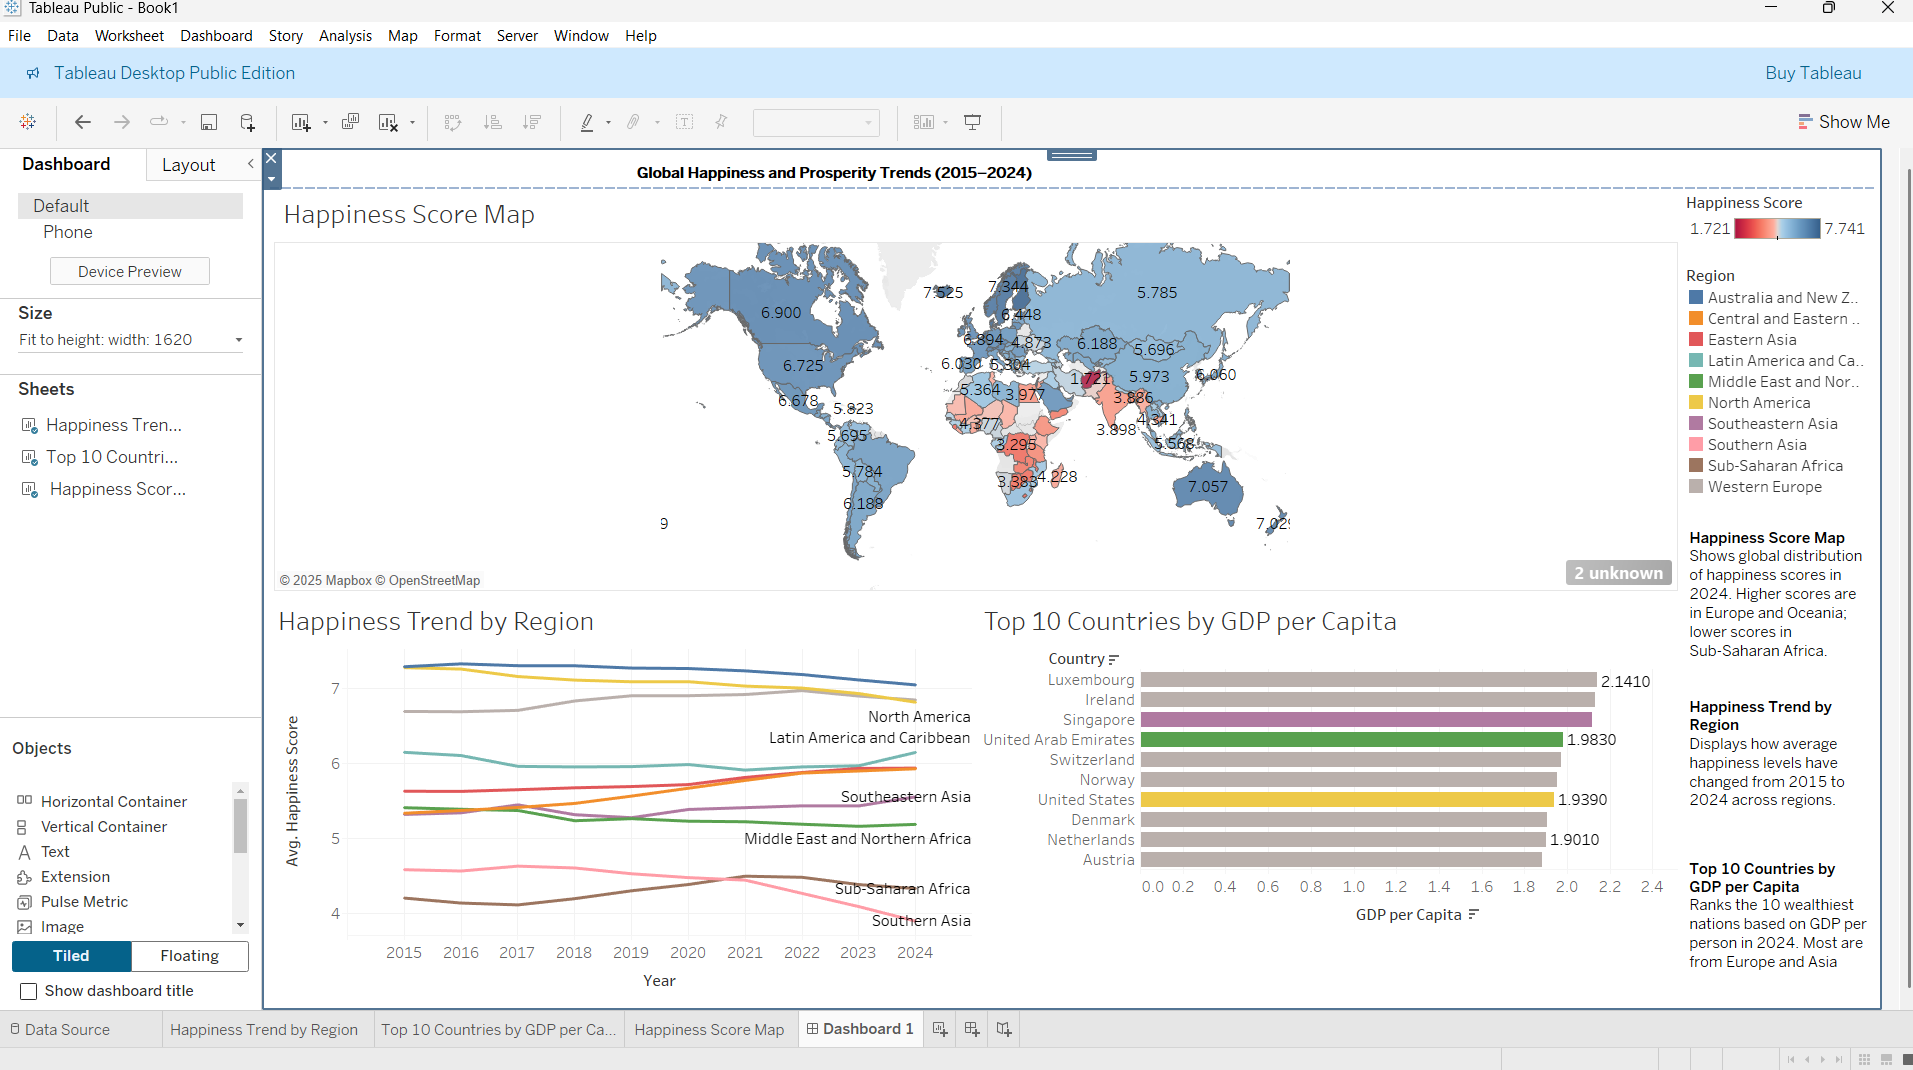 Tableau Public - Book1
File Data Worksheet Dashboard Story Analysis Map Format Server Window Help
Tableau Desktop Public Edition
Buy Tableau
Show Me
Dashboard
Layout
Default
Phone
Device Preview
Size
Fit to height: width: 1620
Sheets
Happiness Tren...
Top 10 Countri...
Happiness Scor...
Objects
Horizontal Container
Vertical Container
Text
Extension
Pulse Metric
Image
Tiled
Floating
Show dashboard title
Global Happiness and Prosperity Trends (2015–2024)
Happiness Score Map
7.525
7.344
5.785
6.900
6.448
6.894
4.873
6.188
5.696
6.725
6.030
5.304
1.721
5.973
6.060
5.364
3.977
3.886
6.678
5.823
4.377
4.341
3.898
5.695
3.295
5.568
5.784
3.383
4.228
7.057
6.188
9
7.029
© 2025 Mapbox © OpenStreetMap
2 unknown
Happiness Trend by Region
Avg. Happiness Score
7
6
5
4
North America
Latin America and Caribbean
Southeastern Asia
Middle East and Northern Africa
Sub-Saharan Africa
Southern Asia
2015 2016 2017 2018 2019 2020 2021 2022 2023 2024
Year
Top 10 Countries by GDP per Capita
Country
Luxembourg 2.1410
Ireland
Singapore
United Arab Emirates 1.9830
Switzerland
Norway
United States 1.9390
Denmark
Netherlands 1.9010
Austria
0.0 0.2 0.4 0.6 0.8 1.0 1.2 1.4 1.6 1.8 2.0 2.2 2.4
GDP per Capita
Happiness Score
1.721 7.741
Region
Australia and New Z..
Central and Eastern ..
Eastern Asia
Latin America and Ca..
Middle East and Nor..
North America
Southeastern Asia
Southern Asia
Sub-Saharan Africa
Western Europe
Happiness Score Map
Shows global distribution
of happiness scores in
2024. Higher scores are
in Europe and Oceania;
lower scores in
Sub-Saharan Africa.
Happiness Trend by
Region
Displays how average
happiness levels have
changed from 2015 to
2024 across regions.
Top 10 Countries by
GDP per Capita
Ranks the 10 wealthiest
nations based on GDP per
person in 2024. Most are
from Europe and Asia
Data Source
Happiness Trend by Region
Top 10 Countries by GDP per Ca...
Happiness Score Map
Dashboard 1